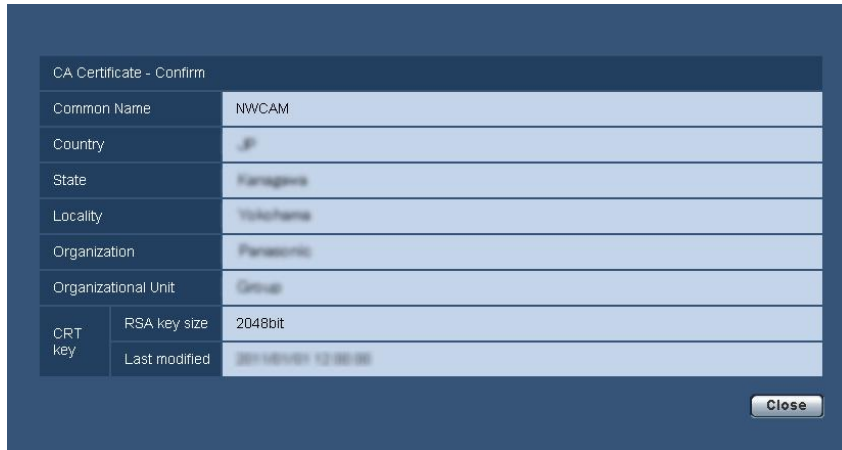 CA Certificate - Confirm
Common Name NWCAM
Country JP
State Kanagawa
Locality Yokohama
Organization Panasonic
Organizational Unit Group
CRT key
RSA key size 2048bit
Last modified
Close